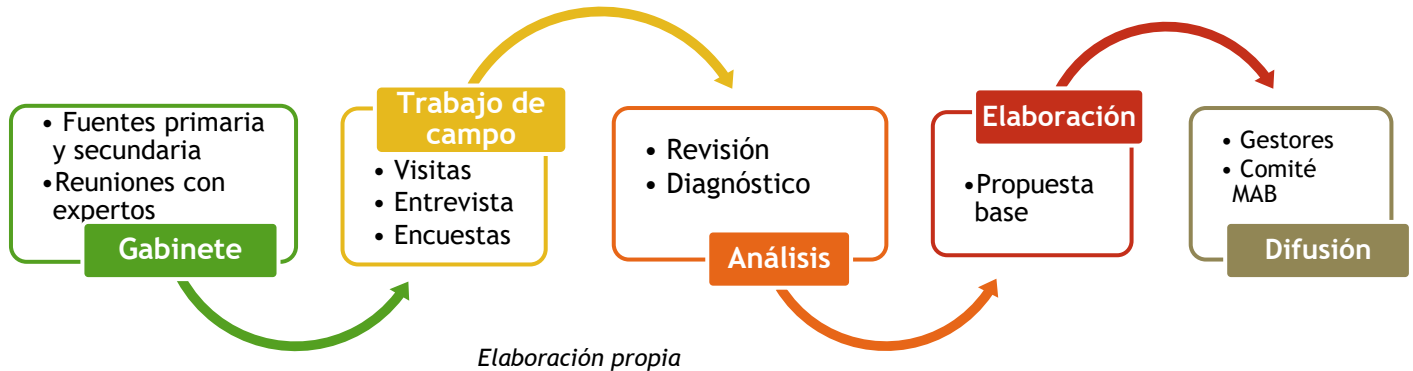 • Fuentes primaria
y secundaria
•Reuniones con
expertos
Gabinete
Trabajo de
campo
• Visitas
• Entrevista
• Encuestas
• Revisión
• Diagnóstico
Análisis
Elaboración
•Propuesta
base
• Gestores
• Comité
MAB
Difusión
Elaboración propia